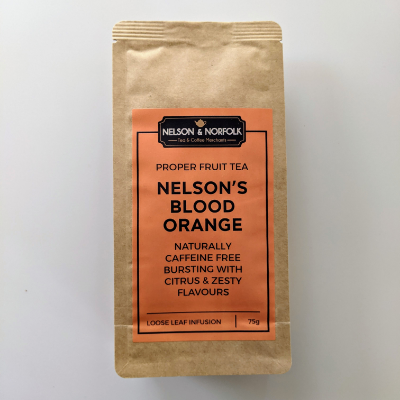 NELSON & NORFOLK
Tea & Coffee Merchants
PROPER FRUIT TEA
NELSON'S
BLOOD
ORANGE
NATURALLY
CAFFEINE FREE
BURSTING WITH
CITRUS & ZESTY
FLAVOURS
LOOSE LEAF INFUSION 75g